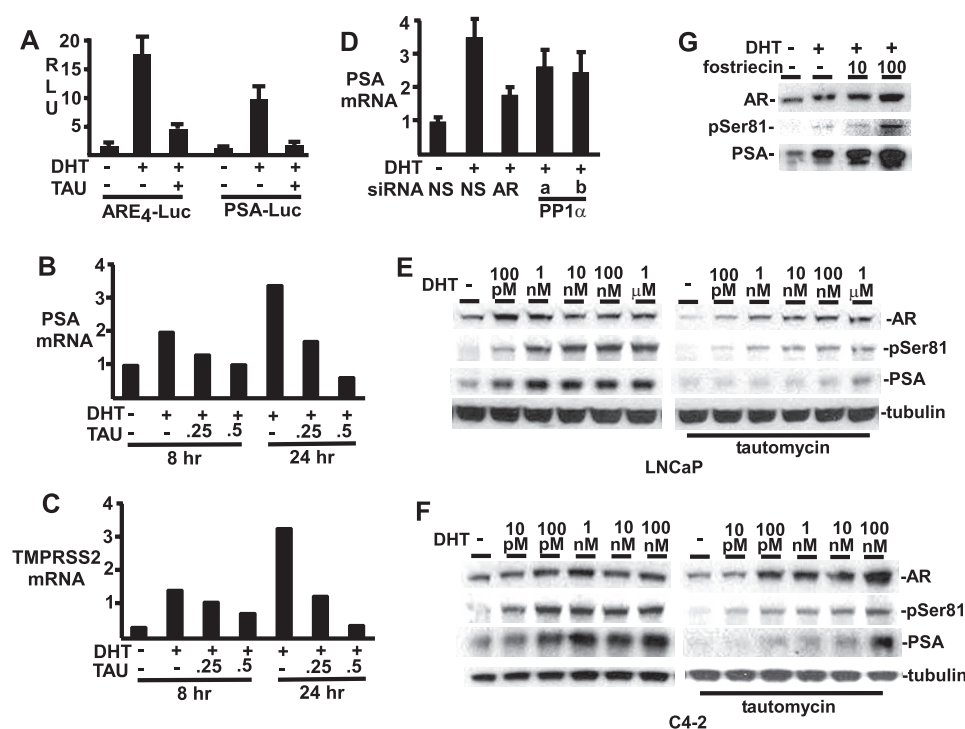 A
20
15
10
5
R
L
U
DHT - + + - + +
TAU - - + - - +
ARE4-Luc PSA-Luc
B
4
3
2
1
PSA
mRNA
DHT - + + + + + +
TAU - - .25 .5 - .25 .5
8 hr 24 hr
C
4
3
2
1
TMPRSS2
mRNA
DHT - + + + + + +
TAU - - .25 .5 - .25 .5
8 hr 24 hr
D
4
3
2
1
PSA
mRNA
DHT - + + + +
siRNA NS NS AR a b
PP1α
G
DHT - + + +
fostriecin - - 10 100
AR-
pSer81-
PSA-
E
DHT - 100 pM 1 nM 10 nM 100 nM 1 μM - 100 pM 1 nM 10 nM 100 nM 1 μM
-AR
-pSer81
-PSA
-tubulin
tautomycin
LNCaP
F
DHT - 10 pM 100 pM 1 nM 10 nM 100 nM - 10 pM 100 pM 1 nM 10 nM 100 nM
-AR
-pSer81
-PSA
-tubulin
tautomycin
C4-2